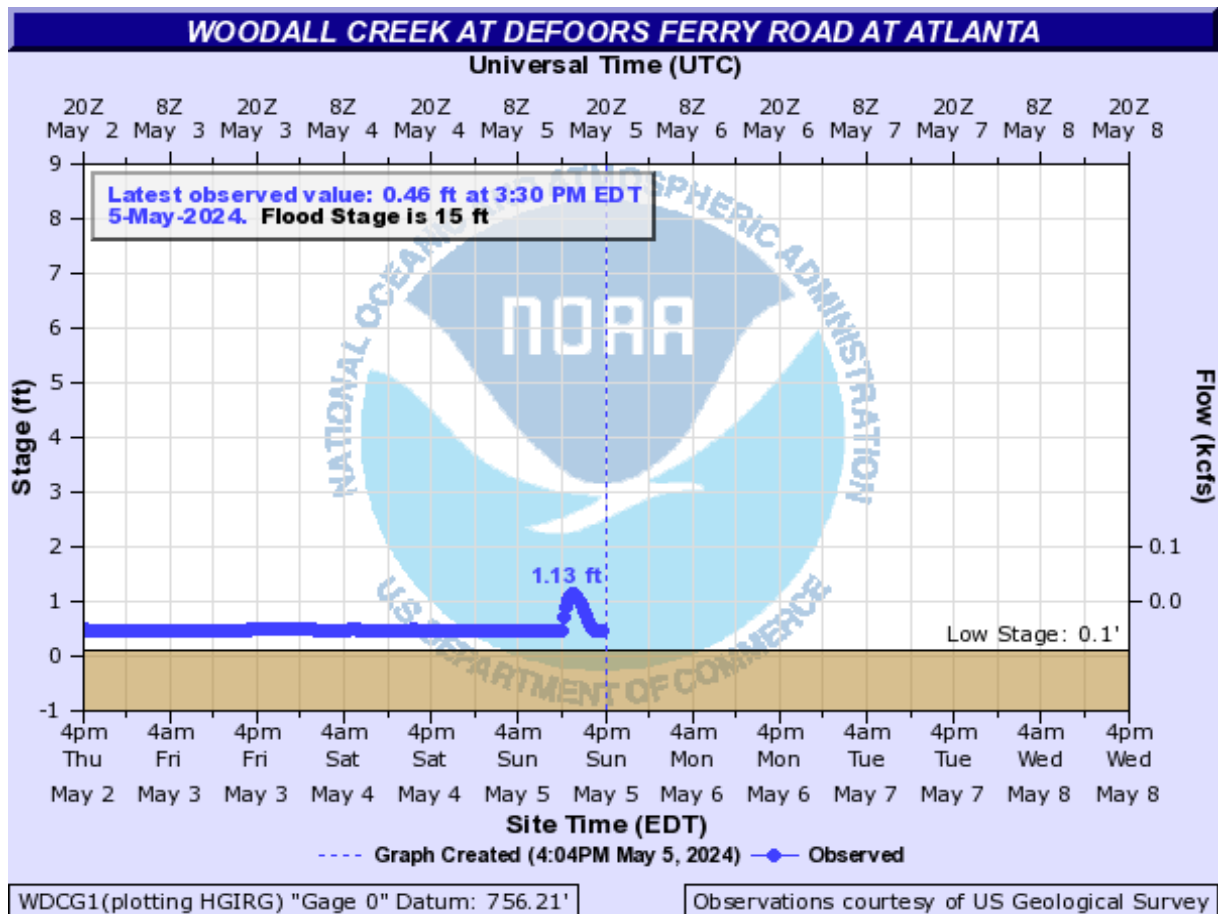 WOODALL CREEK AT DEFOORS FERRY ROAD AT ATLANTA
Universal Time (UTC)
20Z 8Z 20Z 8Z 20Z 8Z 20Z 8Z 20Z 8Z 20Z 8Z 20Z
May 2 May 3 May 3 May 4 May 4 May 5 May 5 May 6 May 6 May 7 May 7 May 8 May 8
Latest observed value: 0.46 ft at 3:30 PM EDT
5-May-2024. Flood Stage is 15 ft
NATIONAL OCEANIC AND ATMOSPHERIC ADMINISTRATION
NOAA
US DEPARTMENT OF COMMERCE
Stage (ft)
9
8
7
6
5
4
3
2
1
0
-1
Flow (kcfs)
0.1
0.0
1.13 ft
Low Stage: 0.1'
4pm 4am 4pm 4am 4pm 4am 4pm 4am 4pm 4am 4pm 4am 4pm
Thu Fri Fri Sat Sat Sun Sun Mon Mon Tue Tue Wed Wed
May 2 May 3 May 3 May 4 May 4 May 5 May 5 May 6 May 6 May 7 May 7 May 8 May 8
Site Time (EDT)
Graph Created (4:04PM May 5, 2024) Observed
WDCG1(plotting HGIRG) "Gage 0" Datum: 756.21'
Observations courtesy of US Geological Survey